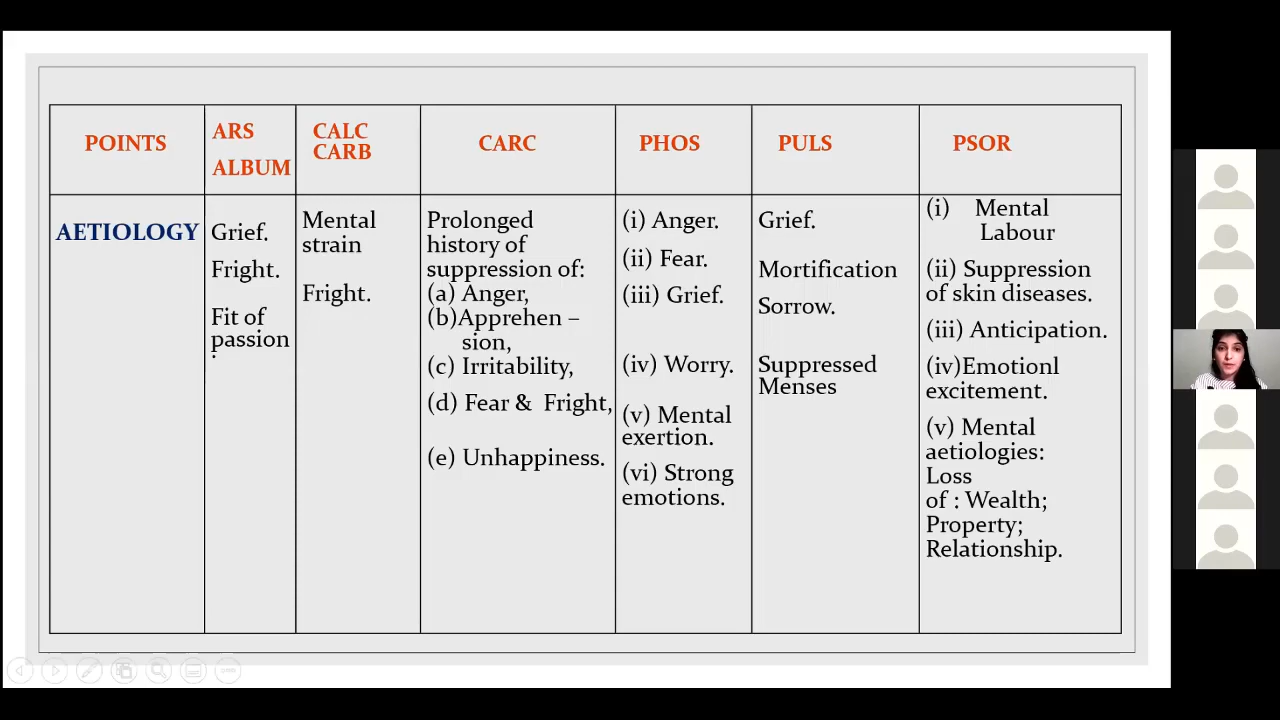 POINTS
ARS
ALBUM
CALC
CARB
CARC
PHOS
PULS
PSOR
AETIOLOGY
Grief.
Fright.
Fit of
passion
.
Mental
strain
Fright.
Prolonged
history of
suppression of:
(a) Anger,
(b)Apprehen –
sion,
(c) Irritability,
(d) Fear & Fright,
(e) Unhappiness.
(i) Anger.
(ii) Fear.
(iii) Grief.
(iv) Worry.
(v) Mental
exertion.
(vi) Strong
emotions.
Grief.
Mortification
Sorrow.
Suppressed
Menses
(i) Mental
Labour
(ii) Suppression
of skin diseases.
(iii) Anticipation.
(iv)Emotionl
excitement.
(v) Mental
aetiologies:
Loss
of : Wealth;
Property;
Relationship.